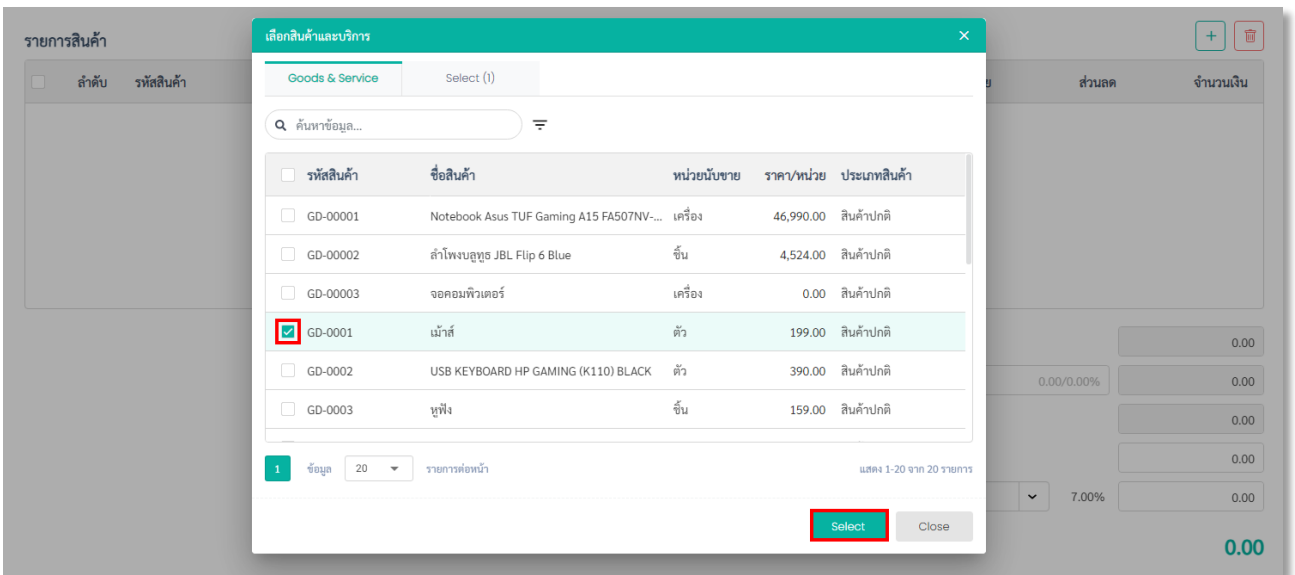 รายการสินค้า
เลือกสินค้าและบริการ
ลำดับ รหัสสินค้า ส่วนลด จำนวนเงิน
Goods & Service Select (1)
ค้นหาข้อมูล...
รหัสสินค้า ชื่อสินค้า หน่วยนับขาย ราคา/หน่วย ประเภทสินค้า
GD-00001 Notebook Asus TUF Gaming A15 FA507NV-... เครื่อง 46,990.00 สินค้าปกติ
GD-00002 ลำโพงบลูทูธ JBL Flip 6 Blue ชิ้น 4,524.00 สินค้าปกติ
GD-00003 จอคอมพิวเตอร์ เครื่อง 0.00 สินค้าปกติ
GD-0001 เม้าส์ ตัว 199.00 สินค้าปกติ
0.00
GD-0002 USB KEYBOARD HP GAMING (K110) BLACK ตัว 390.00 สินค้าปกติ
0.00/0.00% 0.00
GD-0003 หูฟัง ชิ้น 159.00 สินค้าปกติ
0.00
1 ข้อมูล 20 รายการต่อหน้า แสดง 1-20 จาก 20 รายการ
0.00
7.00% 0.00
Select Close
0.00